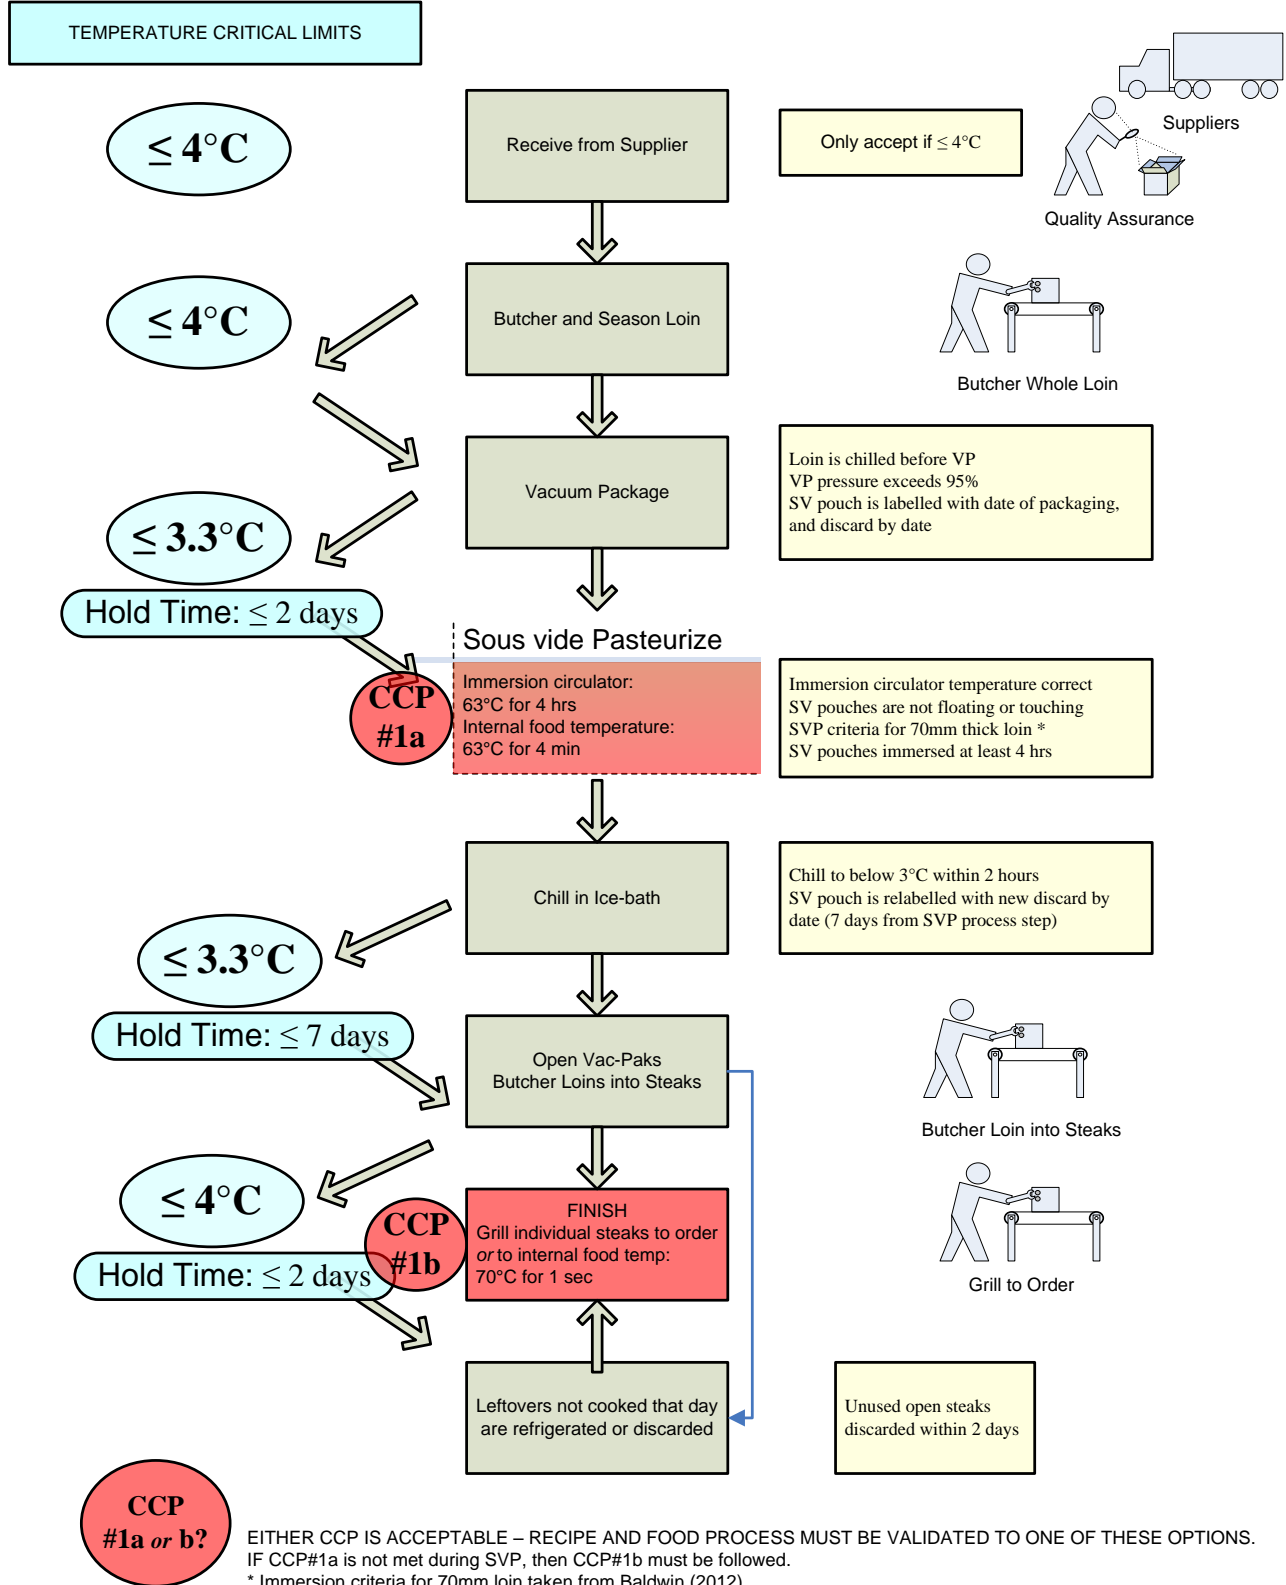 TEMPERATURE CRITICAL LIMITS
≤ 4°C
Receive from Supplier
Only accept if ≤ 4°C
Suppliers
Quality Assurance
≤ 4°C
Butcher and Season Loin
Butcher Whole Loin
Vacuum Package
Loin is chilled before VP
VP pressure exceeds 95%
SV pouch is labelled with date of packaging,
and discard by date
≤ 3.3°C
Hold Time: ≤ 2 days
Sous vide Pasteurize
CCP
#1a
Immersion circulator:
63°C for 4 hrs
Internal food temperature:
63°C for 4 min
Immersion circulator temperature correct
SV pouches are not floating or touching
SVP criteria for 70mm thick loin *
SV pouches immersed at least 4 hrs
Chill in Ice-bath
Chill to below 3°C within 2 hours
SV pouch is relabelled with new discard by
date (7 days from SVP process step)
≤ 3.3°C
Hold Time: ≤ 7 days
Open Vac-Paks
Butcher Loins into Steaks
Butcher Loin into Steaks
≤ 4°C
Hold Time: ≤ 2 days
CCP
#1b
FINISH
Grill individual steaks to order
or to internal food temp:
70°C for 1 sec
Grill to Order
Leftovers not cooked that day
are refrigerated or discarded
Unused open steaks
discarded within 2 days
CCP
#1a or b?
EITHER CCP IS ACCEPTABLE – RECIPE AND FOOD PROCESS MUST BE VALIDATED TO ONE OF THESE OPTIONS.
IF CCP#1a is not met during SVP, then CCP#1b must be followed.
* Immersion criteria for 70mm loin taken from Baldwin (2012)